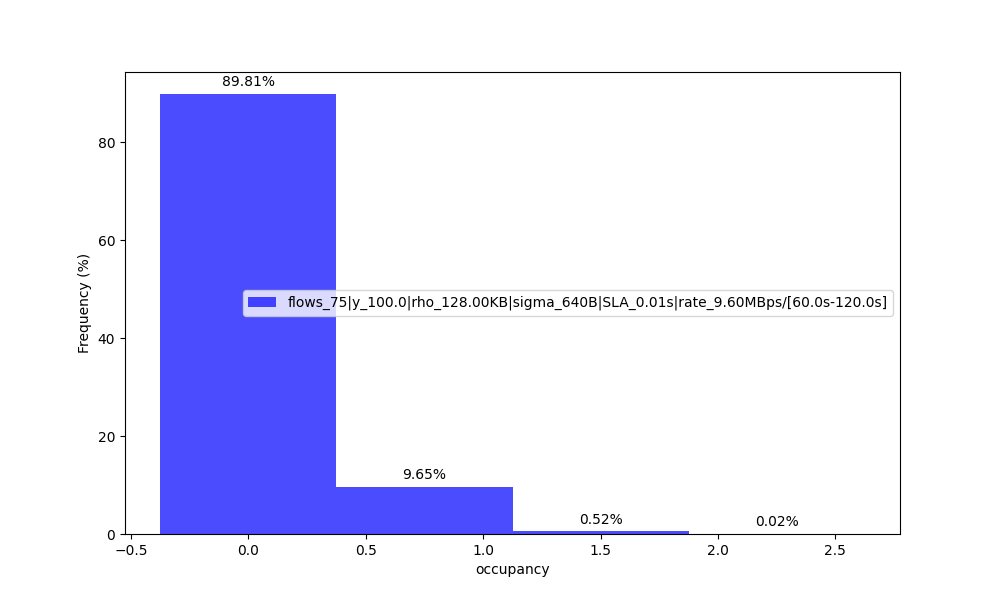 89.81%
80
60
flows_75|y_100.0|rho_128.00KB|sigma_640B|SLA_0.01s|rate_9.60MBps/[60.0s-120.0s]
Frequency (%)
40
9.65%
20
0.52%
0.02%
0
−0.5 0.0 0.5 1.0 1.5 2.0 2.5
occupancy